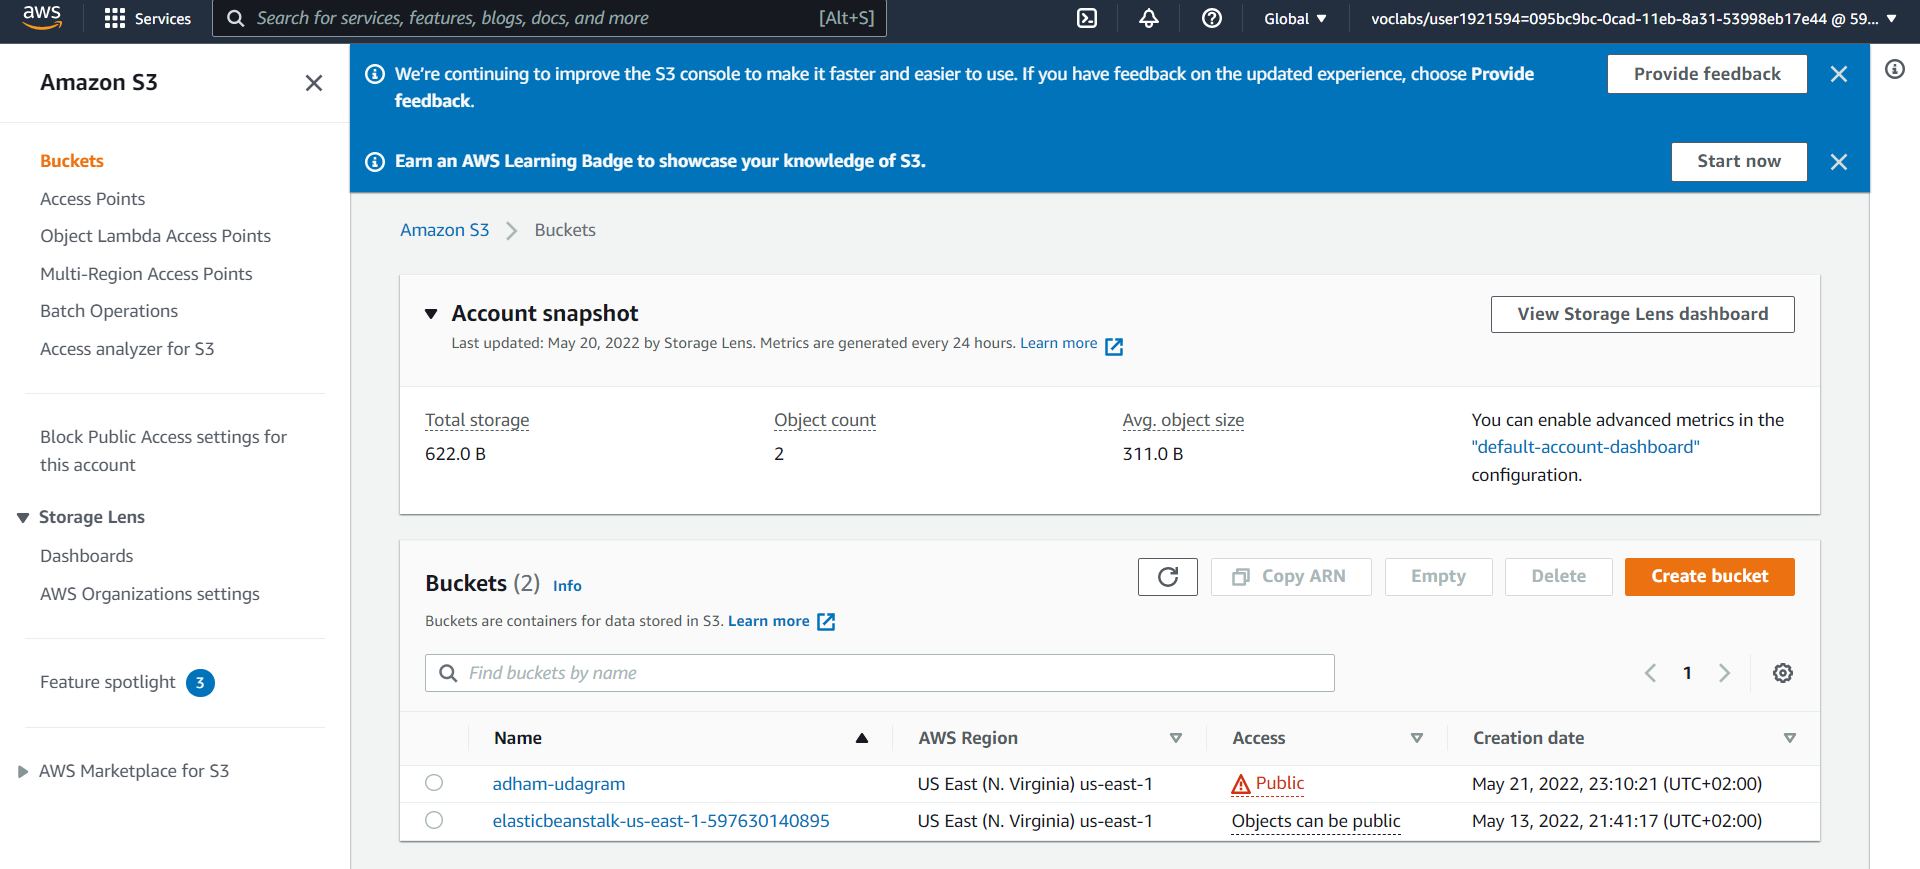 aws
Services
Search for services, features, blogs, docs, and more
[Alt+S]
Global
voclabs/user1921594=095bc9bc-0cad-11eb-8a31-53998eb17e44 @ 59...
Amazon S3
Buckets
Access Points
Object Lambda Access Points
Multi-Region Access Points
Batch Operations
Access analyzer for S3
Block Public Access settings for
this account
Storage Lens
Dashboards
AWS Organizations settings
Feature spotlight 3
AWS Marketplace for S3
We're continuing to improve the S3 console to make it faster and easier to use. If you have feedback on the updated experience, choose Provide
feedback.
Provide feedback
Earn an AWS Learning Badge to showcase your knowledge of S3.
Start now
Amazon S3 > Buckets
Account snapshot
Last updated: May 20, 2022 by Storage Lens. Metrics are generated every 24 hours. Learn more
View Storage Lens dashboard
Total storage
622.0 B
Object count
2
Avg. object size
311.0 B
You can enable advanced metrics in the
"default-account-dashboard"
configuration.
Buckets (2) Info
Buckets are containers for data stored in S3. Learn more
Copy ARN
Empty
Delete
Create bucket
Find buckets by name
1
Name AWS Region Access Creation date
adham-udagram US East (N. Virginia) us-east-1 Public May 21, 2022, 23:10:21 (UTC+02:00)
elasticbeanstalk-us-east-1-597630140895 US East (N. Virginia) us-east-1 Objects can be public May 13, 2022, 21:41:17 (UTC+02:00)